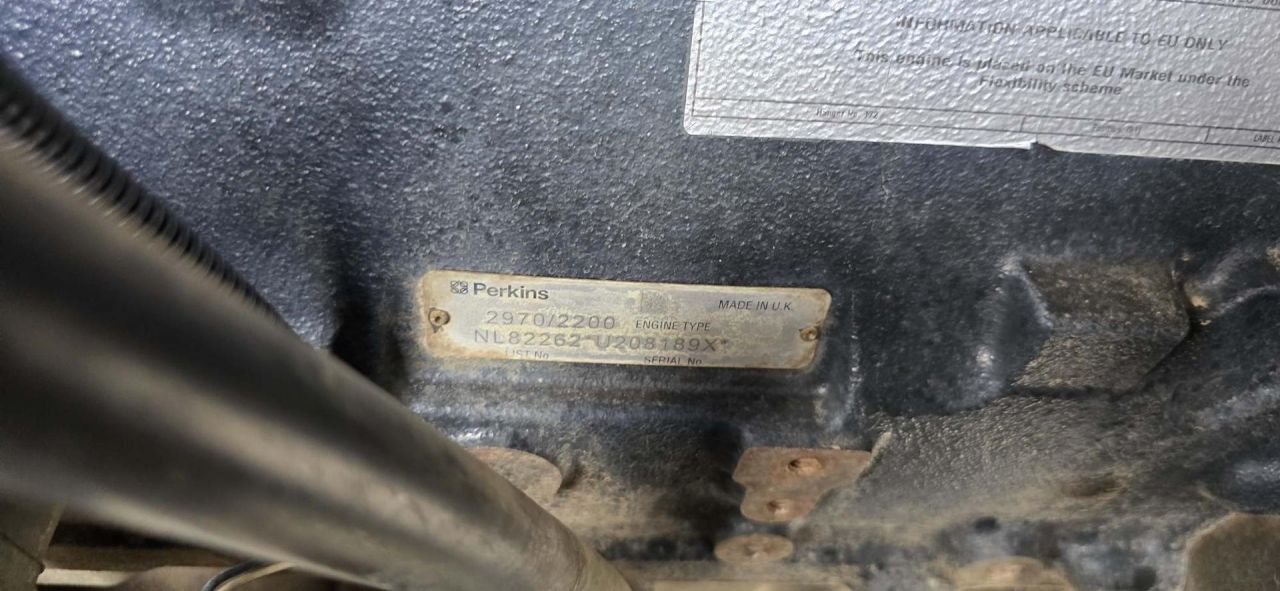 INFORMATION APPLICABLE TO EU ONLY
This engine is placed on the EU Market under the
Flexibility scheme
LABEL
Perkins
MADE IN U.K.
2970/2200 ENGINE TYPE
NL82262*U208189X*
LIST No SERIAL No